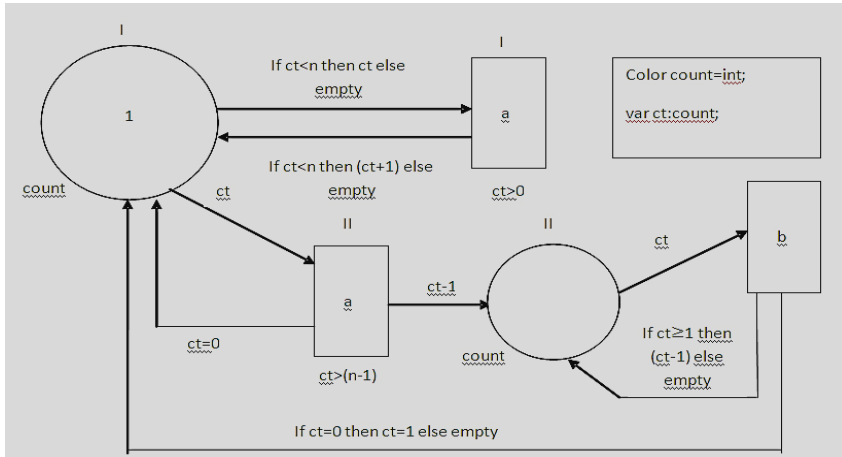 I
If ct<n then ct else
empty
I
Color count=int;
var ct:count;
1
a
If ct<n then (ct+1) else
empty
count
ct
ct>0
II
II
ct
b
a
ct-1
ct=0
count
If ct≥1 then
(ct-1) else
empty
ct>(n-1)
If ct=0 then ct=1 else empty